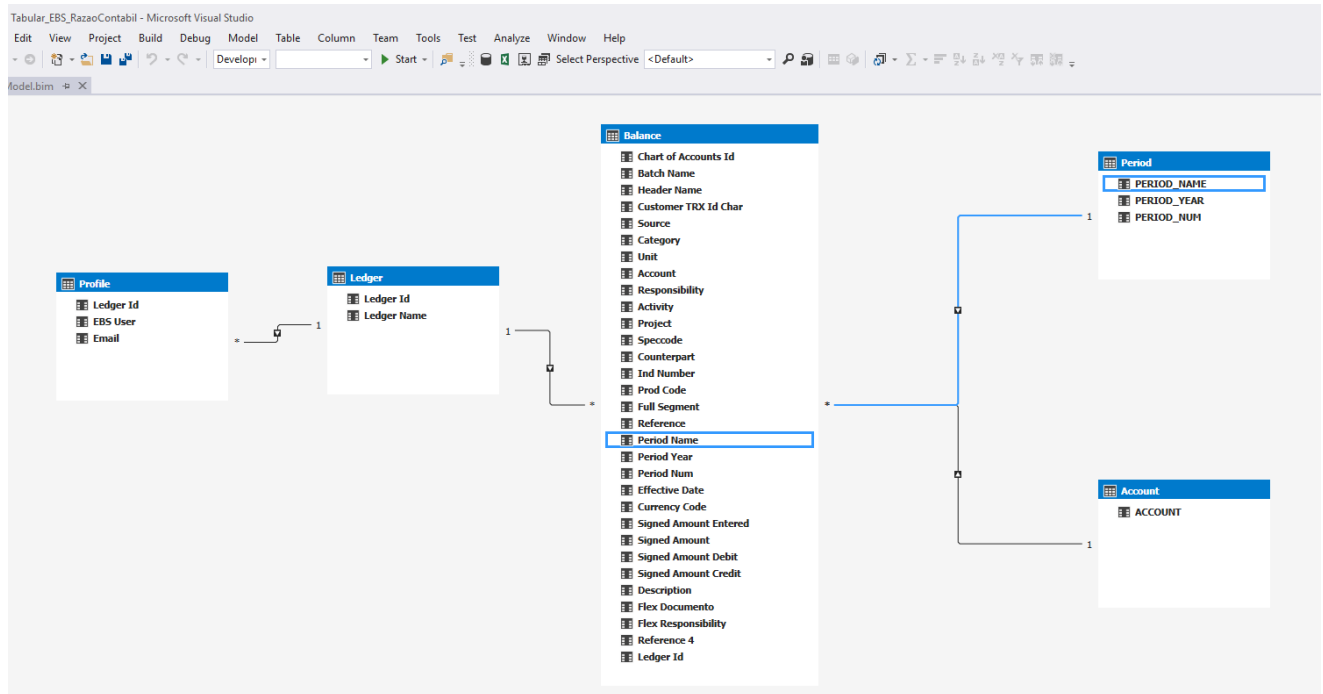 Tabular_EBS_RazaoContabil - Microsoft Visual Studio
Edit View Project Build Debug Model Table Column Team Tools Test Analyze Window Help
Develop Start Select Perspective <Default>
Model.bim
Profile
Ledger Id
EBS User
Email
*
1
Ledger
Ledger Id
Ledger Name
1
*
Balance
Chart of Accounts Id
Batch Name
Header Name
Customer TRX Id Char
Source
Category
Unit
Account
Responsibility
Activity
Project
Speccode
Counterpart
Ind Number
Prod Code
Full Segment
Reference
Period Name
Period Year
Period Num
Effective Date
Currency Code
Signed Amount Entered
Signed Amount
Signed Amount Debit
Signed Amount Credit
Description
Flex Documento
Flex Responsibility
Reference 4
Ledger Id
*
1
Period
PERIOD_NAME
PERIOD_YEAR
PERIOD_NUM
1
Account
ACCOUNT